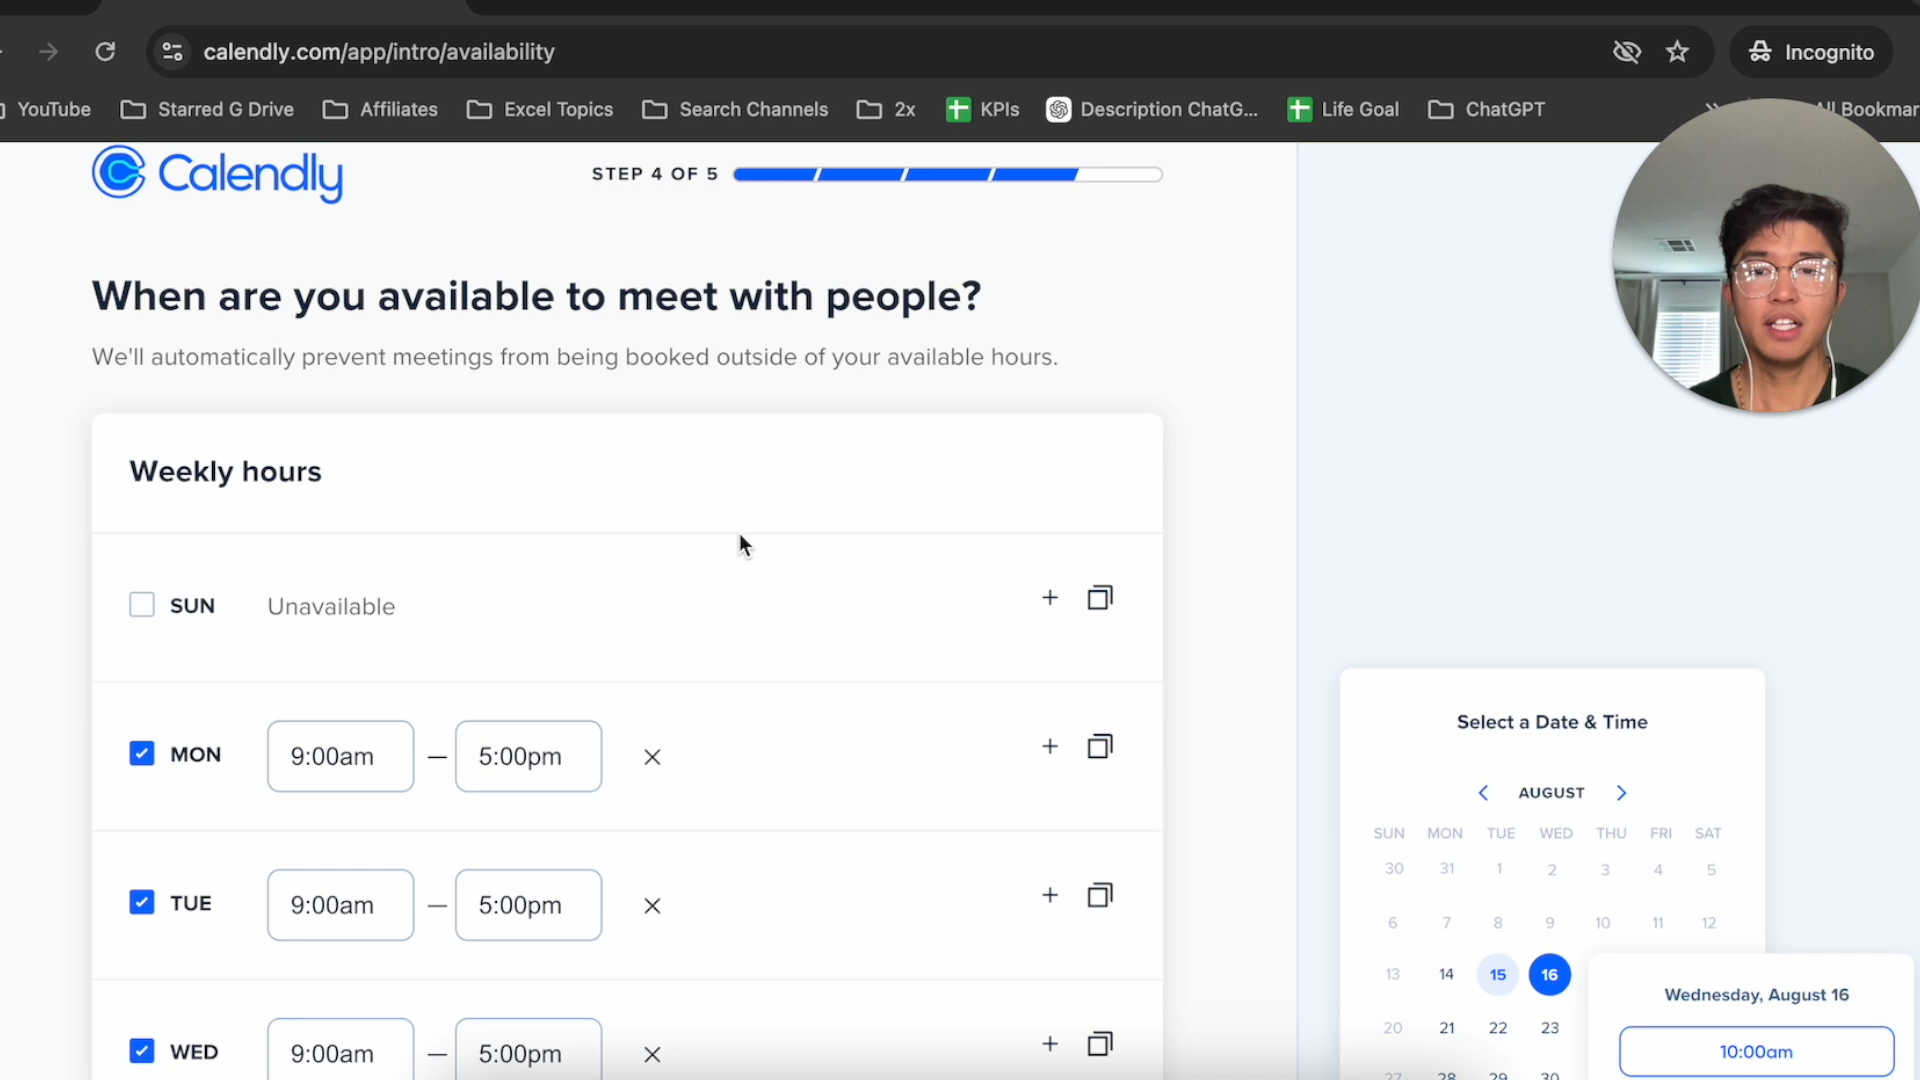 calendly.com/app/intro/availability
Incognito
YouTube
Starred G Drive
Affiliates
Excel Topics
Search Channels
2x
KPIs
Description ChatG...
Life Goal
ChatGPT
All Bookmar
Calendly
STEP 4 OF 5
When are you available to meet with people?
We'll automatically prevent meetings from being booked outside of your available hours.
Weekly hours
SUN Unavailable
MON 9:00am — 5:00pm
TUE 9:00am — 5:00pm
WED 9:00am — 5:00pm
Select a Date & Time
AUGUST
SUN MON TUE WED THU FRI SAT
30 31 1 2 3 4 5
6 7 8 9 10 11 12
13 14 15 16
20 21 22 23
27 28 29 30
Wednesday, August 16
10:00am